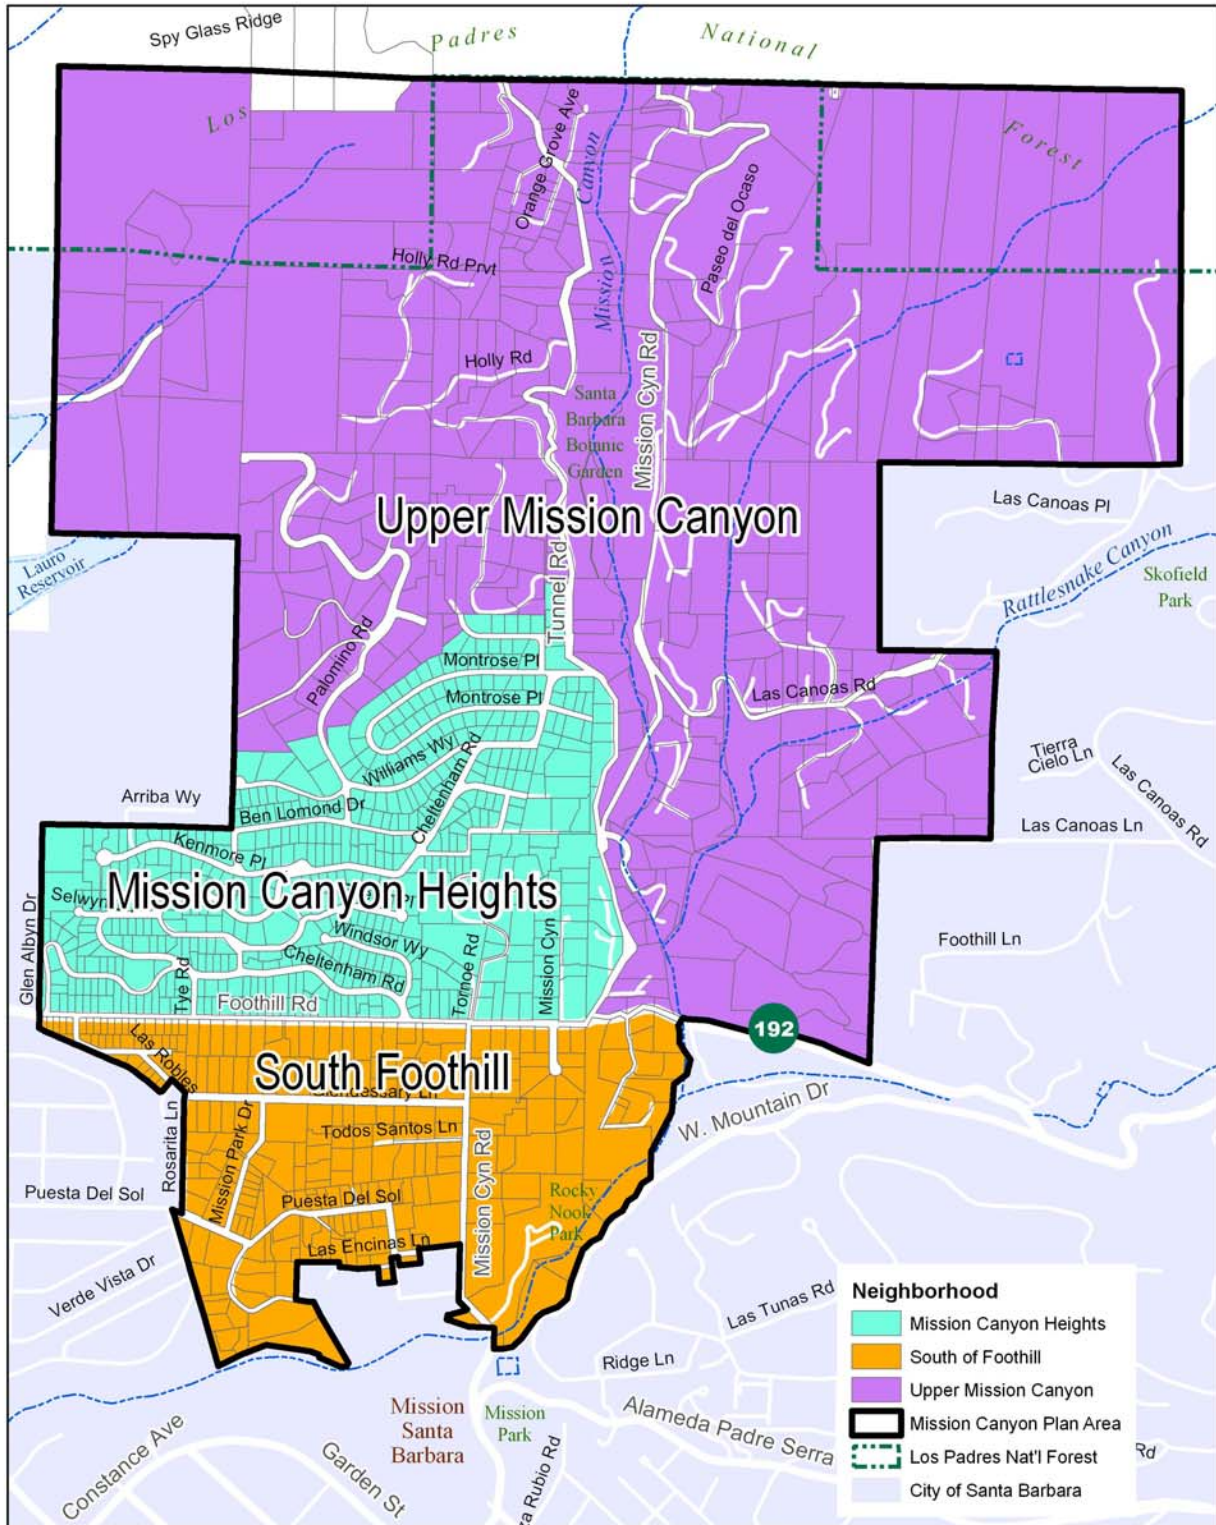 Spy Glass Ridge
Padres
National
Los
Forest
Orange Grove Ave
Canyon
Mission
Paseo del Ocaso
Holly Rd Prvt
Holly Rd
Mission Cyn Rd
Santa
Barbara
Botanic
Garden
Las Canoas Pl
Upper Mission Canyon
Rattlesnake Canyon
Skofield
Park
Lauro
Reservoir
Tunnel Rd
Palomino Rd
Montrose Pl
Montrose Pl
Las Canoas Rd
Williams Wy
Cheltenham Rd
Tierra
Cielo Ln
Las Canoas Rd
Arriba Wy
Ben Lomond Dr
Las Canoas Ln
Kenmore Pl
Mission Canyon Heights
Selwyn
Pl
Glen Albyn Dr
Windsor Wy
Cheltenham Rd
Tye Rd
Tornoe Rd
Mission Cyn
Foothill Ln
Foothill Rd
192
Las Robles
South Foothill
Glendessary Ln
W. Mountain Dr
Rosarita Ln
Mission Park Dr
Todos Santos Ln
Puesta Del Sol
Puesta Del Sol
Mission Cyn Rd
Rocky
Nook
Park
Las Encinas Ln
Verde Vista Dr
Las Tunas Rd
Ridge Ln
Mission
Santa
Barbara
Mission
Park
Alameda Padre Serra
Rd
Constance Ave
Garden St
za Rubio Rd
Neighborhood
Mission Canyon Heights
South of Foothill
Upper Mission Canyon
Mission Canyon Plan Area
Los Padres Nat'l Forest
City of Santa Barbara